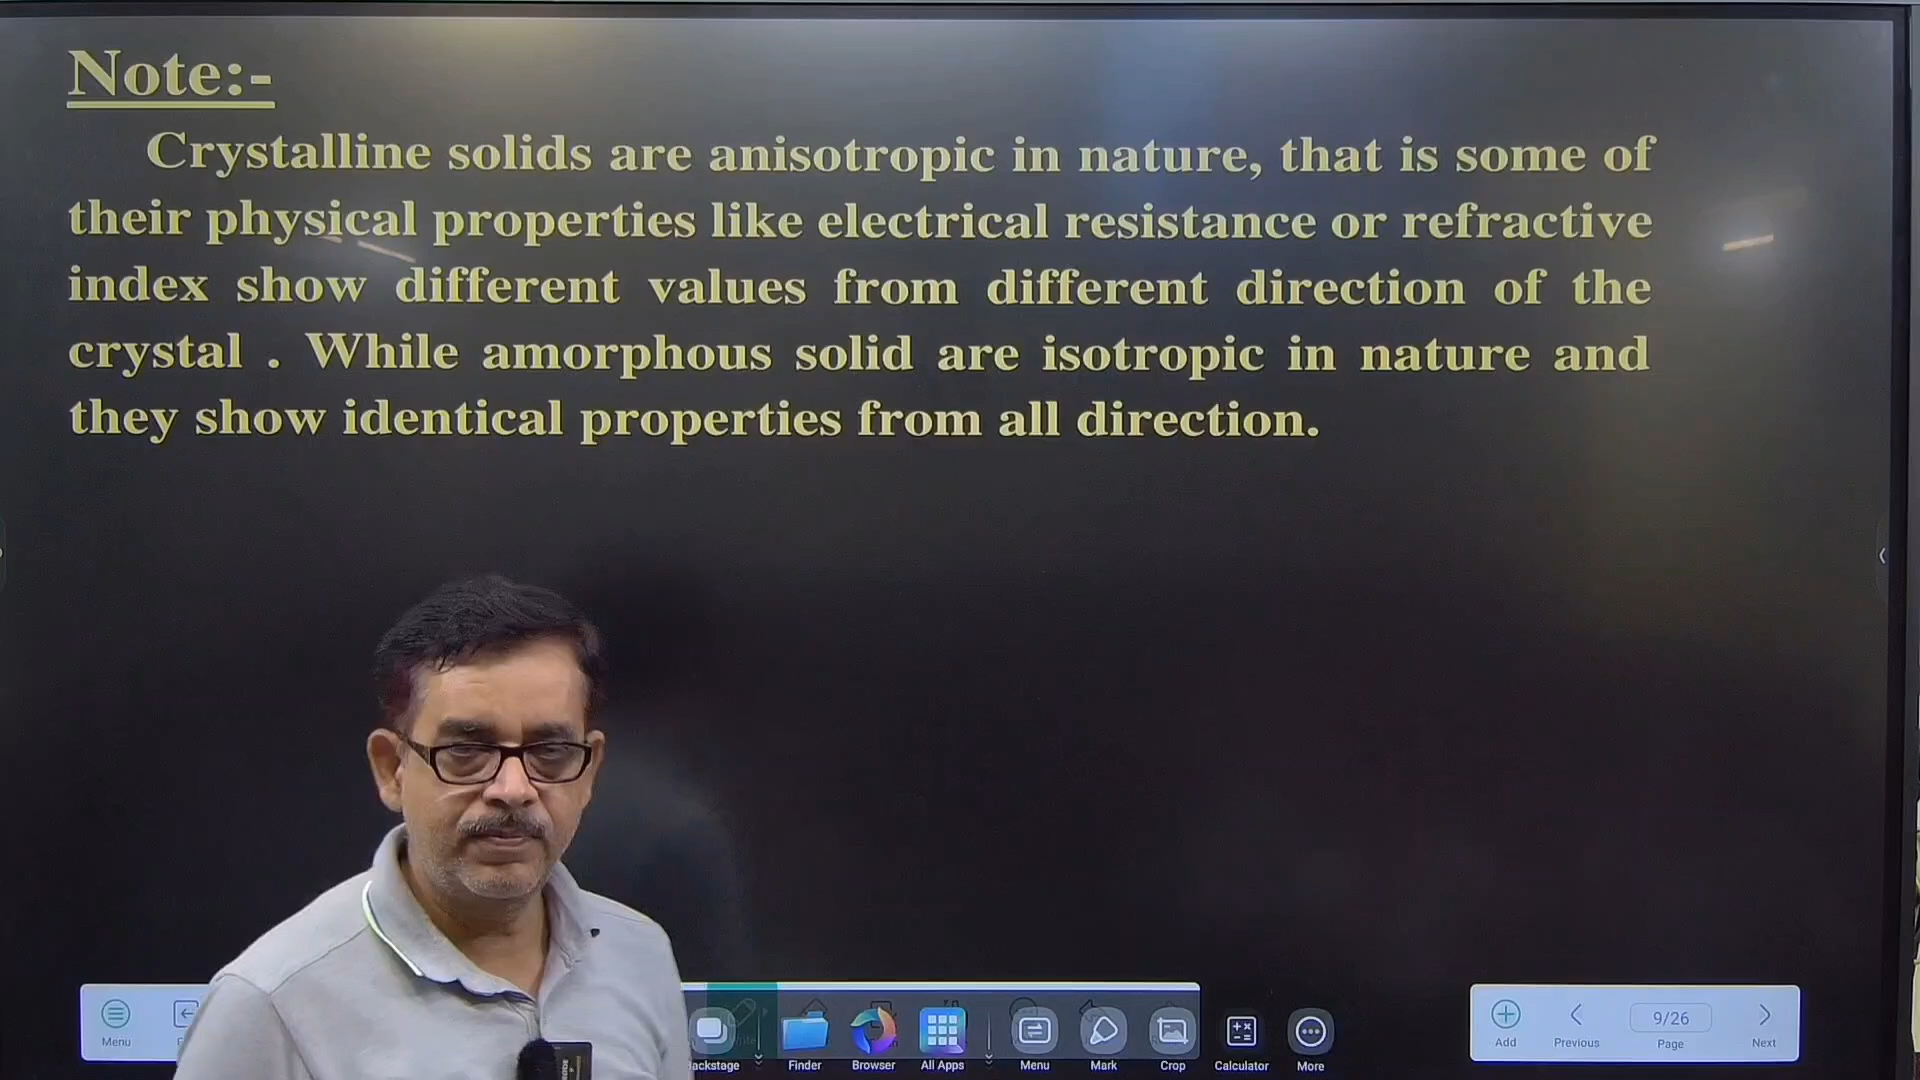 Note:-
Crystalline solids are anisotropic in nature, that is some of
their physical properties like electrical resistance or refractive
index show different values from different direction of the
crystal . While amorphous solid are isotropic in nature and
they show identical properties from all direction.
Menu
Backstage
Finder
Browser
All Apps
Menu
Mark
Crop
Calculator
More
Add
Previous
9/26
Page
Next